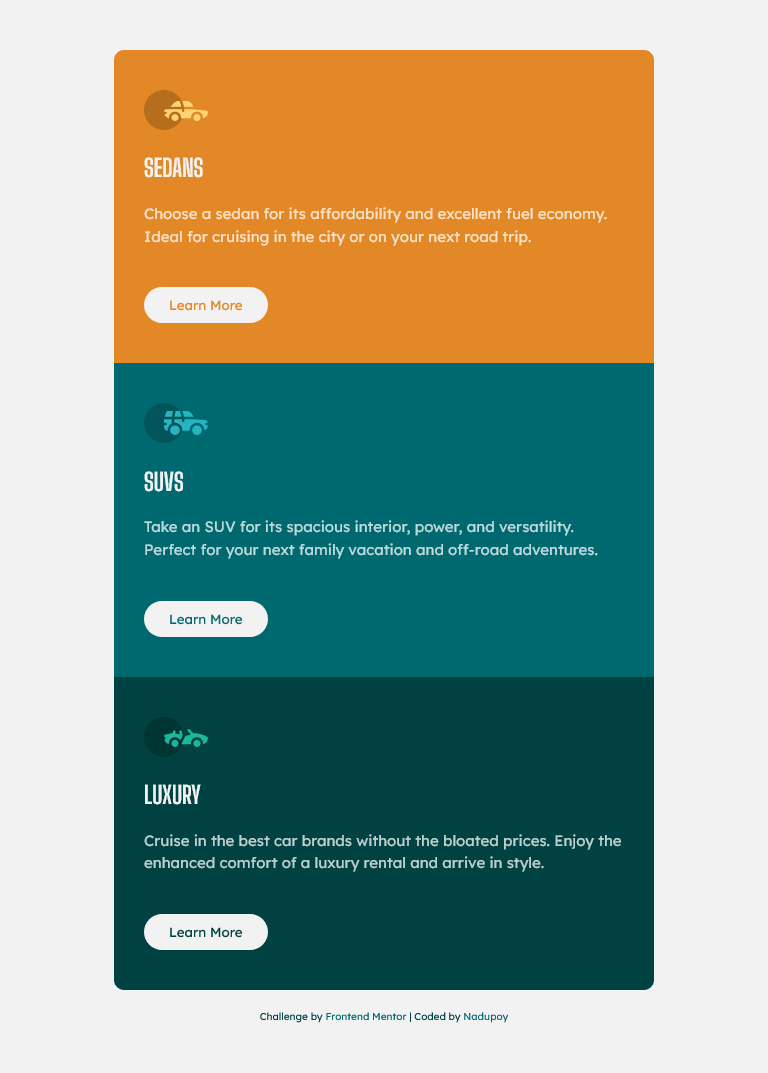 SEDANS
Choose a sedan for its affordability and excellent fuel economy.
Ideal for cruising in the city or on your next road trip.
Learn More
SUVS
Take an SUV for its spacious interior, power, and versatility.
Perfect for your next family vacation and off-road adventures.
Learn More
LUXURY
Cruise in the best car brands without the bloated prices. Enjoy the
enhanced comfort of a luxury rental and arrive in style.
Learn More
Challenge by Frontend Mentor | Coded by Nadupoy